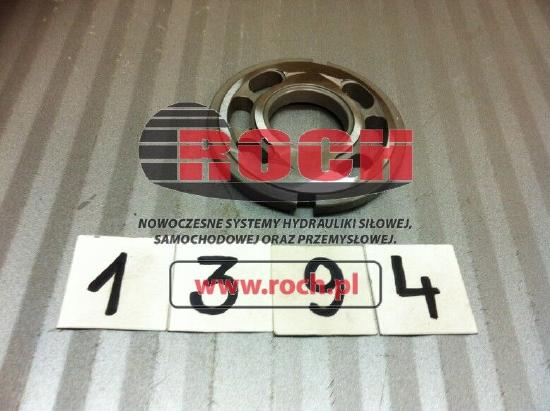 ROCH
NOWOCZESNE SYSTEMY HYDRAULIKI SIŁOWEJ,
SAMOCHODOWEJ ORAZ PRZEMYSŁOWEJ.
1 3 9 4
www.roch.pl